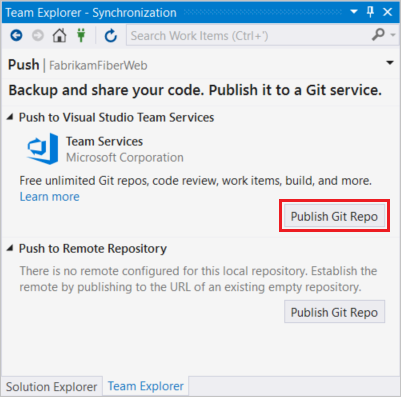 Team Explorer - Synchronization
Search Work Items (Ctrl+')
Push | FabrikamFiberWeb
Backup and share your code. Publish it to a Git service.
Push to Visual Studio Team Services
Team Services
Microsoft Corporation
Free unlimited Git repos, code review, work items, build, and more.
Learn more
Publish Git Repo
Push to Remote Repository
There is no remote configured for this local repository. Establish the
remote by publishing to the URL of an existing empty repository.
Publish Git Repo
Solution Explorer Team Explorer